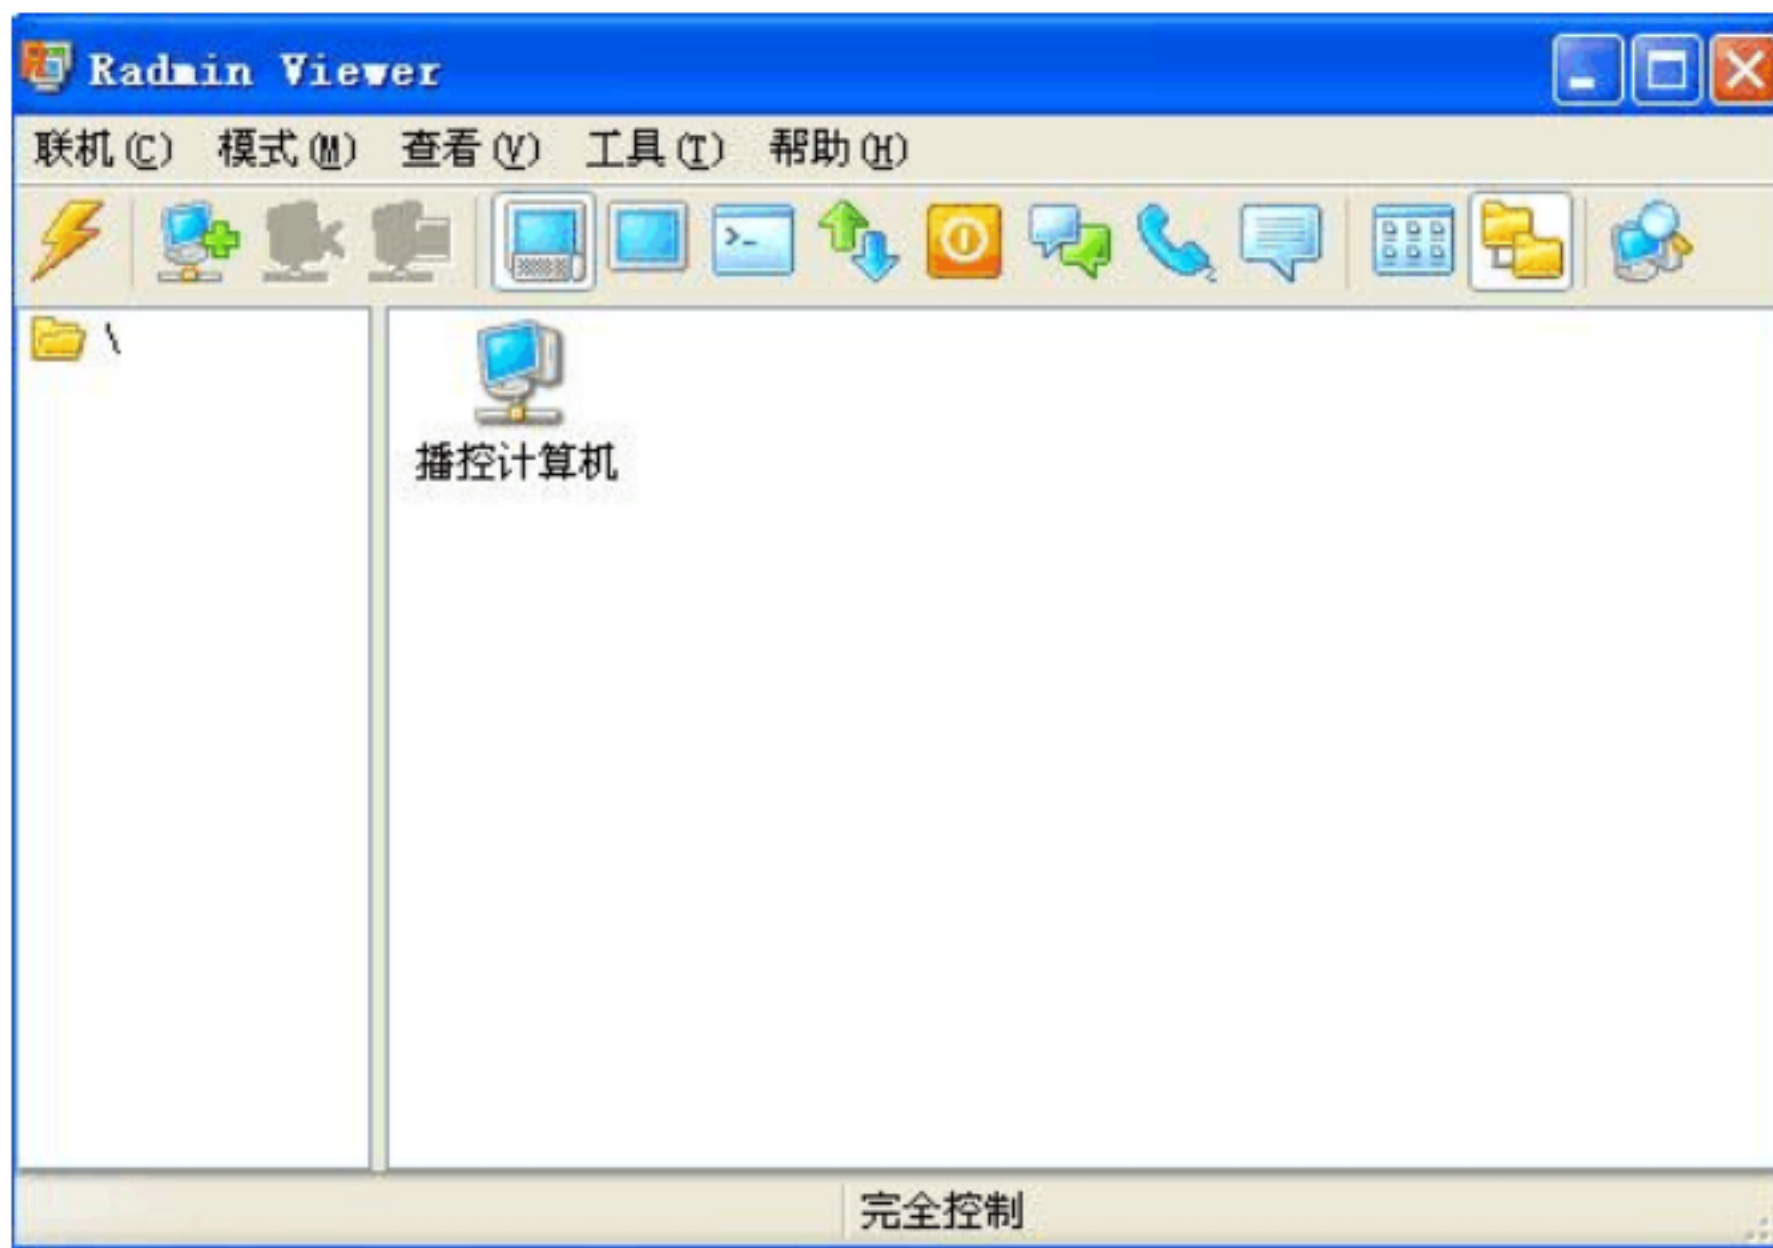 Radmin Viewer
联机(C) 模式(M) 查看(V) 工具(T) 帮助(H)
\
播控计算机
完全控制